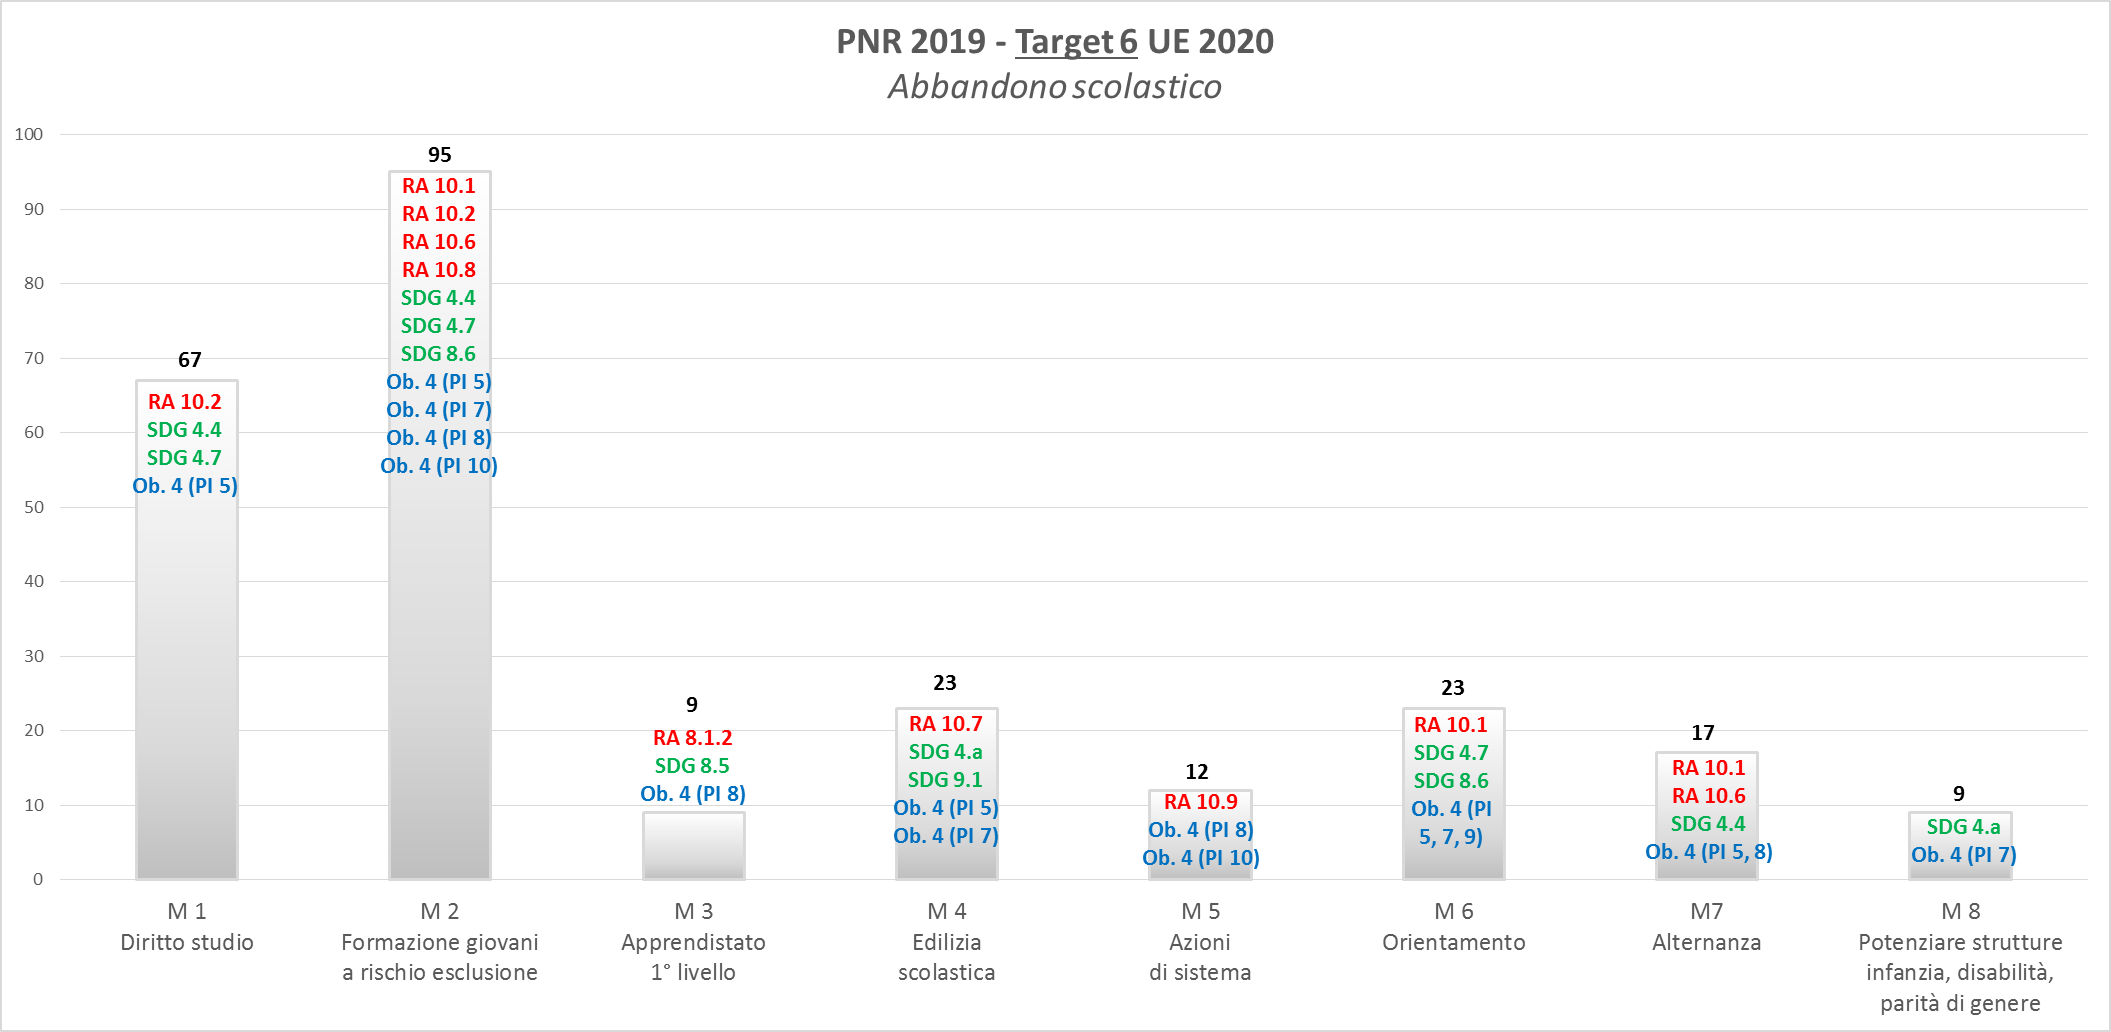 PNR 2019 - Target 6 UE 2020
Abbandono scolastico
100
90
80
70
60
50
40
30
20
10
0
67
RA 10.2
SDG 4.4
SDG 4.7
Ob. 4 (PI 5)
95
RA 10.1
RA 10.2
RA 10.6
RA 10.8
SDG 4.4
SDG 4.7
SDG 8.6
Ob. 4 (PI 5)
Ob. 4 (PI 7)
Ob. 4 (PI 8)
Ob. 4 (PI 10)
9
RA 8.1.2
SDG 8.5
Ob. 4 (PI 8)
23
RA 10.7
SDG 4.a
SDG 9.1
Ob. 4 (PI 5)
Ob. 4 (PI 7)
12
RA 10.9
Ob. 4 (PI 8)
Ob. 4 (PI 10)
23
RA 10.1
SDG 4.7
SDG 8.6
Ob. 4 (PI
5, 7, 9)
17
RA 10.1
RA 10.6
SDG 4.4
Ob. 4 (PI 5, 8)
9
SDG 4.a
Ob. 4 (PI 7)
M 1
Diritto studio
M 2
Formazione giovani
a rischio esclusione
M 3
Apprendistato
1° livello
M 4
Edilizia
scolastica
M 5
Azioni
di sistema
M 6
Orientamento
M7
Alternanza
M 8
Potenziare strutture
infanzia, disabilità,
parità di genere